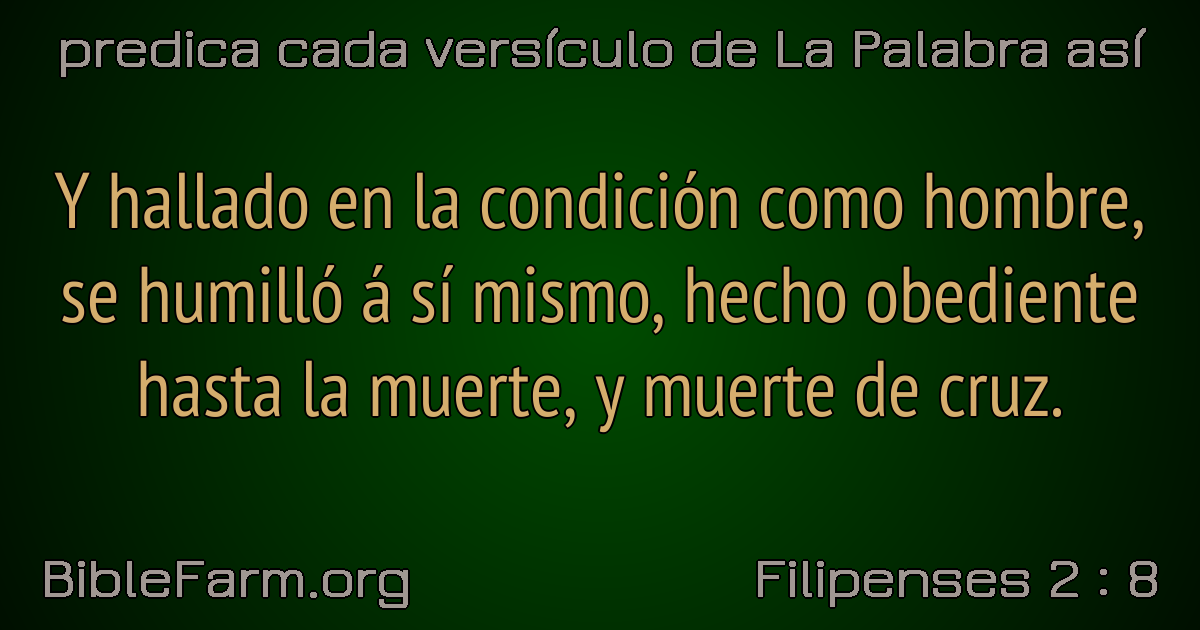 predica cada versículo de La Palabra así
Y hallado en la condición como hombre,
se humilló á sí mismo, hecho obediente
hasta la muerte, y muerte de cruz.
BibleFarm.org
Filipenses 2 : 8